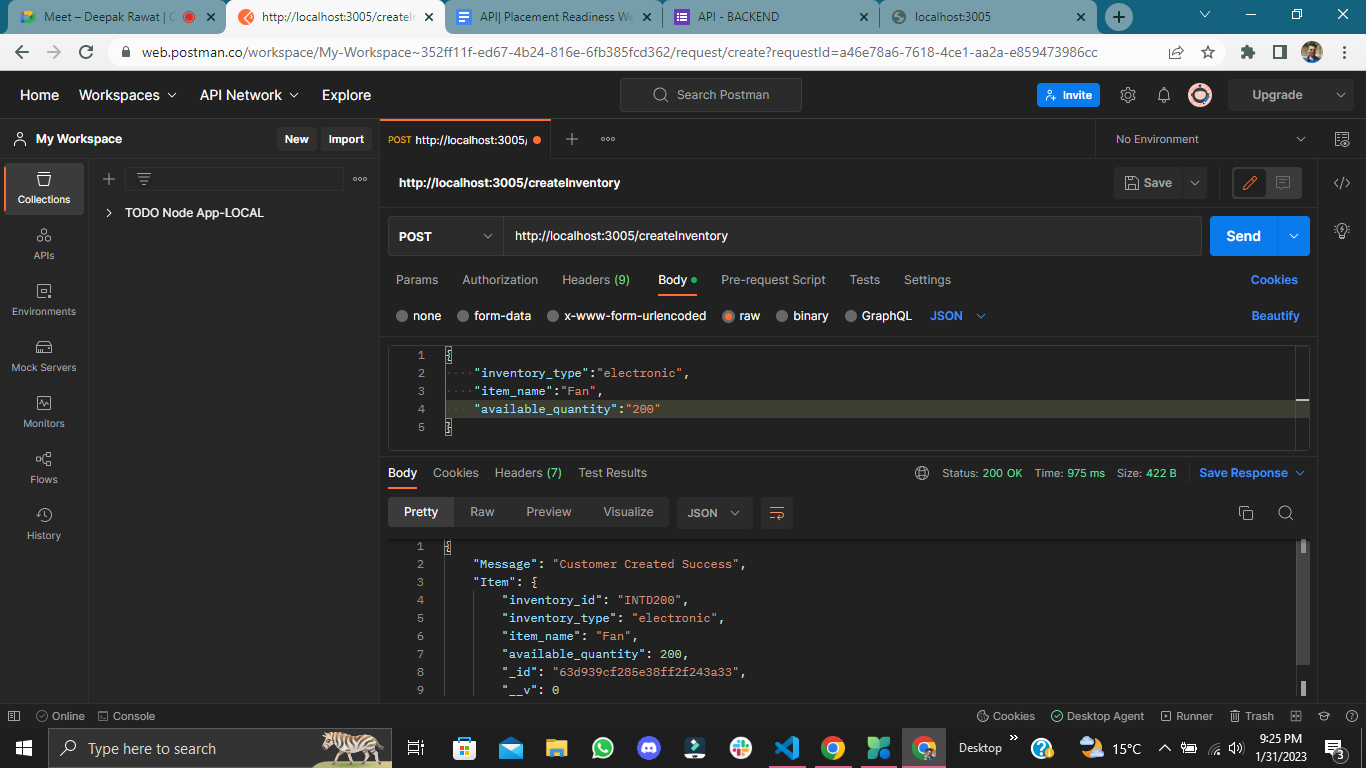 Meet – Deepak Rawat | C
http://localhost:3005/createIn
API| Placement Readiness We
API - BACKEND
localhost:3005
web.postman.co/workspace/My-Workspace~352ff11f-ed67-4b24-816e-6fb385fcd362/request/create?requestId=a46e78a6-7618-4ce1-aa2a-e859473986cc
Home Workspaces API Network Explore Search Postman Invite Upgrade
My Workspace New Import
POST http://localhost:3005/ No Environment
Collections
APIs
Environments
Mock Servers
Monitors
Flows
History
TODO Node App-LOCAL
http://localhost:3005/createInventory Save
POST http://localhost:3005/createInventory Send
Params Authorization Headers (9) Body Pre-request Script Tests Settings Cookies
none form-data x-www-form-urlencoded raw binary GraphQL JSON Beautify
1 {
2 "inventory_type":"electronic",
3 "item_name":"Fan",
4 "available_quantity":"200"
5 }
Body Cookies Headers (7) Test Results Status: 200 OK Time: 975 ms Size: 422 B Save Response
Pretty Raw Preview Visualize JSON
1 {
2 "Message": "Customer Created Success",
3 "Item": {
4 "inventory_id": "INTD200",
5 "inventory_type": "electronic",
6 "item_name": "Fan",
7 "available_quantity": 200,
8 "_id": "63d939cf285e38ff2f243a33",
9 "__v": 0
Online Console Cookies Desktop Agent Runner Trash
Type here to search
Desktop
15°C
9:25 PM
1/31/2023
3